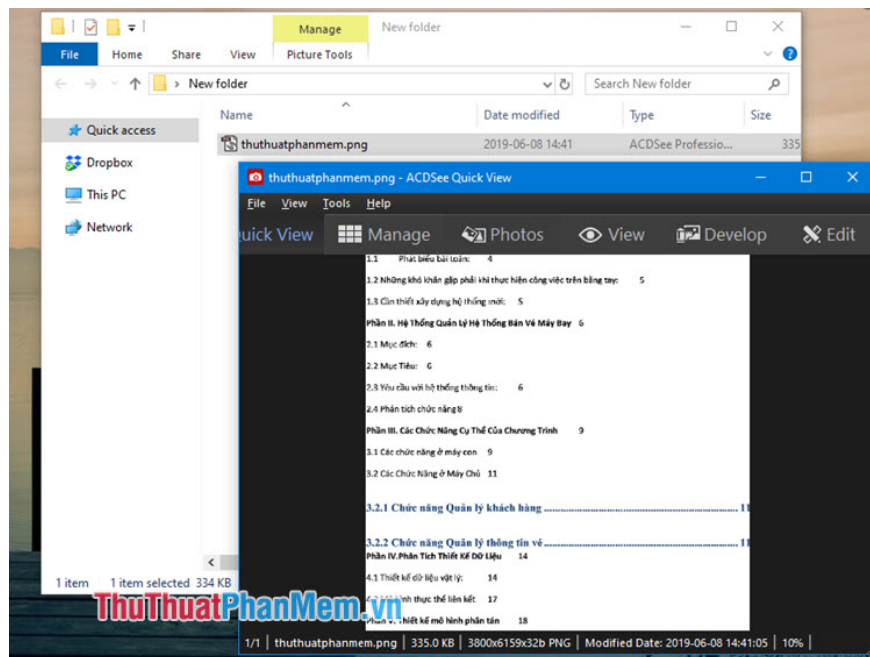 Manage
New folder
File
Home
Share
View
Picture Tools
New folder
Search New folder
Name
Date modified
Type
Size
Quick access
thuthuatphanmem.png
2019-06-08 14:41
ACDSee Professio...
335
Dropbox
This PC
Network
thuthuatphanmem.png - ACDSee Quick View
File
View
Tools
Help
uick View
Manage
Photos
View
Develop
Edit
1.1 Phát biểu bài toán: 4
1.2 Những khó khăn gặp phải khi thực hiện công việc trên bằng tay: 5
1.3 Cần thiết xây dựng hệ thống mới: 5
Phần II. Hệ Thống Quản Lý Hệ Thống Bán Vé Máy Bay 6
2.1 Mục đích: 6
2.2 Mục Tiêu: 6
2.3 Yêu cầu với hệ thống thông tin: 6
2.4 Phân tích chức năng 8
Phần III. Các Chức Năng Cụ Thể Của Chương Trình 9
3.1 Các chức năng ở máy con 9
3.2 Các Chức Năng ở Máy Chủ 11
3.2.1 Chức năng Quản lý khách hàng ........ 11
3.2.2 Chức năng Quản lý thông tin vé ........ 11
Phần IV.Phân Tích Thiết Kế Dữ Liệu 14
4.1 Thiết kế dữ liệu vật lý: 14
hình thực thể liên kết 17
Thiết kế mô hình phân tán 18
1 item
1 item selected
334 KB
ThuThuatPhanMem.vn
1/1
thuthuatphanmem.png
335.0 KB
3800x6159x32b PNG
Modified Date: 2019-06-08 14:41:05
10%